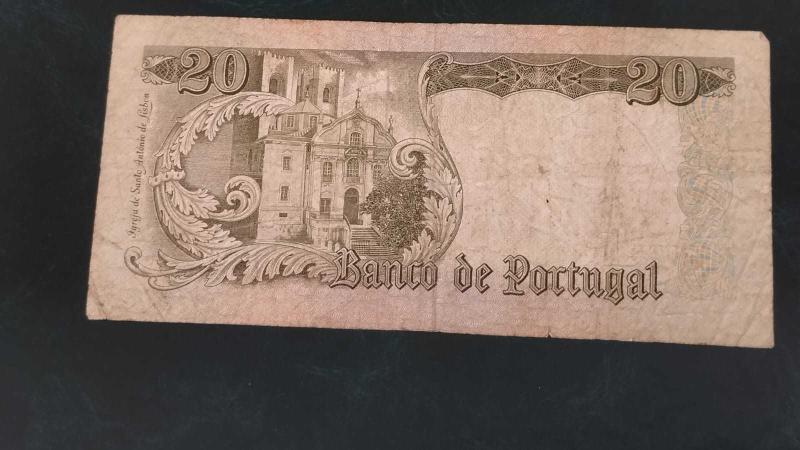 20
20
Igreja de Santo António de Lisboa
Banco de Portugal